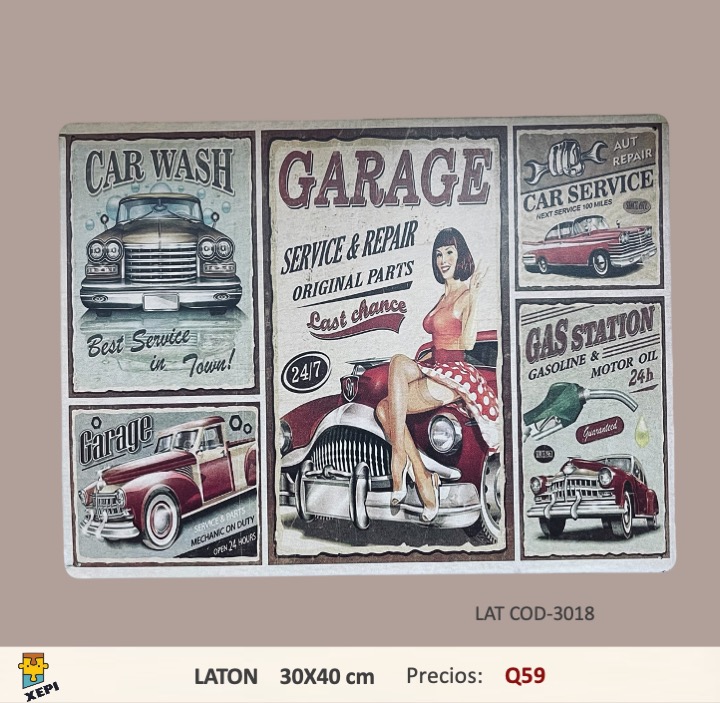 CAR WASH
Best Service
in Town!
Garage
SERVICE & PARTS
MECHANIC ON DUTY
OPEN 24 HOURS
GARAGE
SERVICE & REPAIR
ORIGINAL PARTS
Last chance
24/7
AUT
REPAIR
CAR SERVICE
NEXT SERVICE 100 MILES
GAS STATION
GASOLINE &
MOTOR OIL
24h
Guaranteed
LAT COD-3018
XEPI
LATON 30X40 cm Precios: Q59